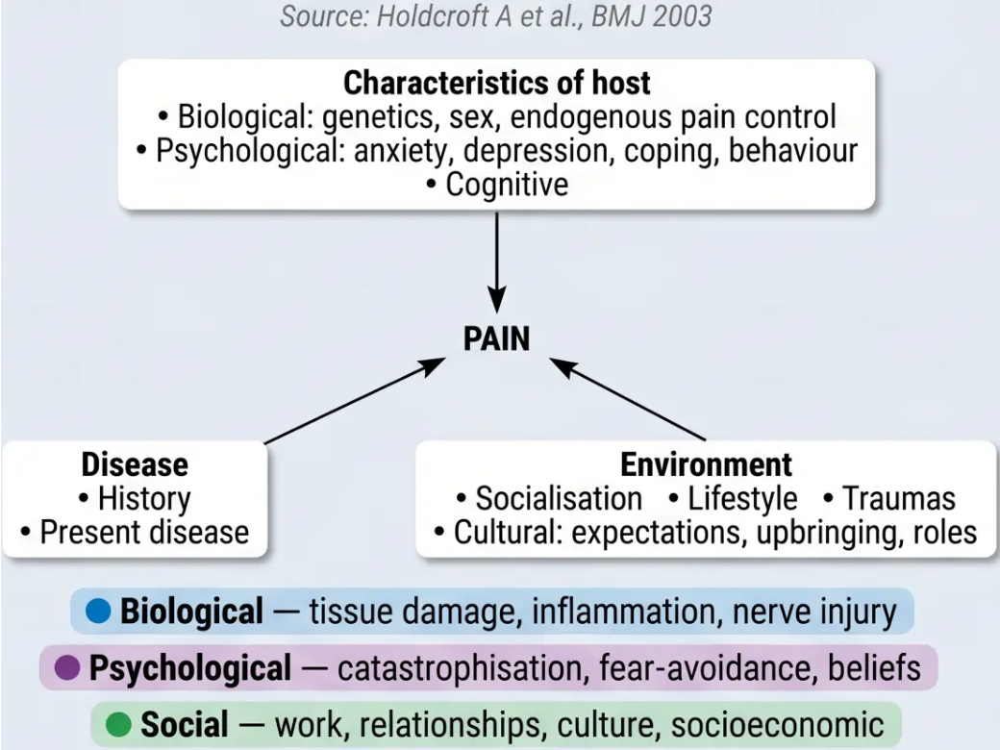 Source: Holdcroft A et al., BMJ 2003
Characteristics of host
• Biological: genetics, sex, endogenous pain control
• Psychological: anxiety, depression, coping, behaviour
• Cognitive
PAIN
Disease
• History
• Present disease
Environment
• Socialisation • Lifestyle • Traumas
• Cultural: expectations, upbringing, roles
Biological — tissue damage, inflammation, nerve injury
Psychological — catastrophisation, fear-avoidance, beliefs
Social — work, relationships, culture, socioeconomic